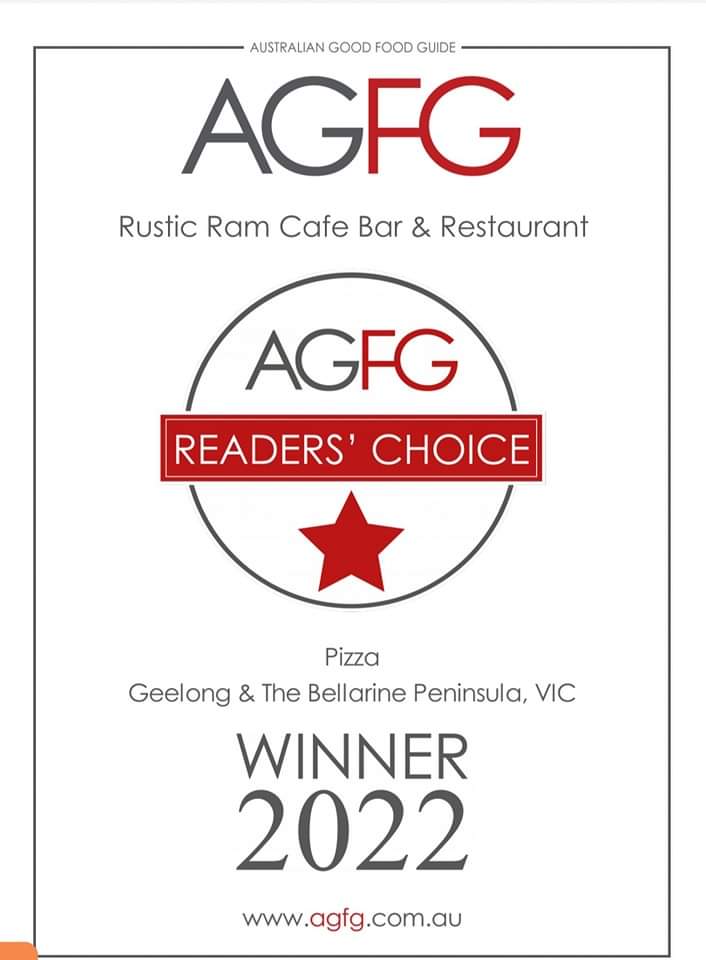 AUSTRALIAN GOOD FOOD GUIDE
AGFG
Rustic Ram Cafe Bar & Restaurant
AGFG
READERS’ CHOICE
Pizza
Geelong & The Bellarine Peninsula, VIC
WINNER
2022
www.agfg.com.au